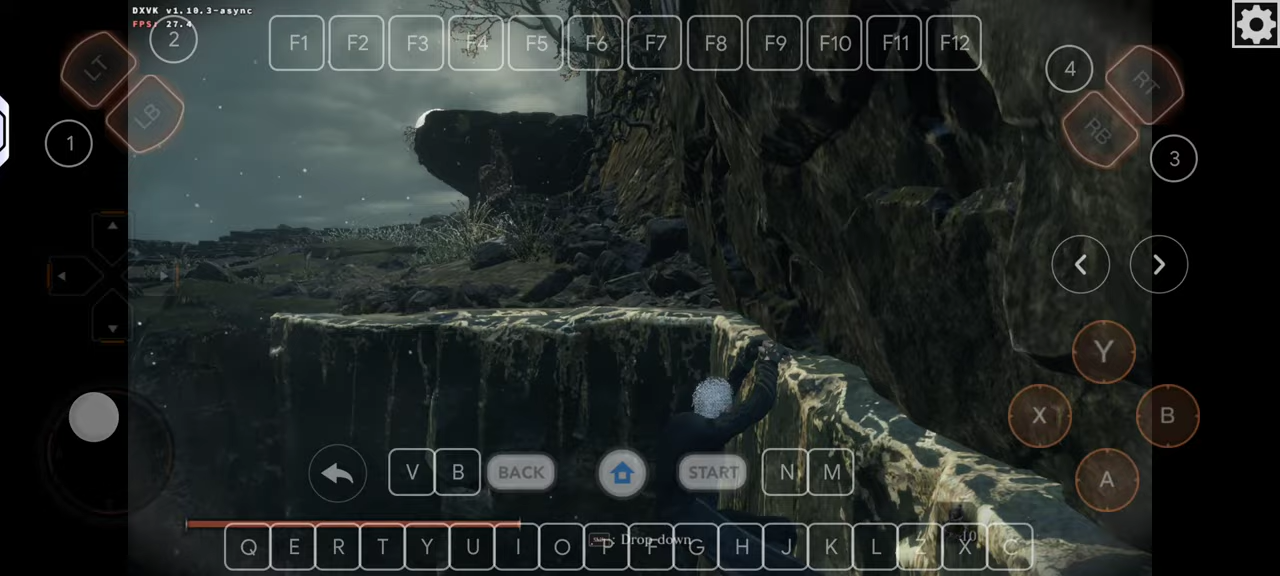 DXVK v1.10.3-async
FPS: 27.4
2
F1 F2 F3 F4 F5 F6 F7 F8 F9 F10 F11 F12
4
LT
RT
LB
RB
1
3
Y
X
B
V B BACK START N M
A
: Drop down
Q E R T Y U I O P F G H J K L Z X C
10